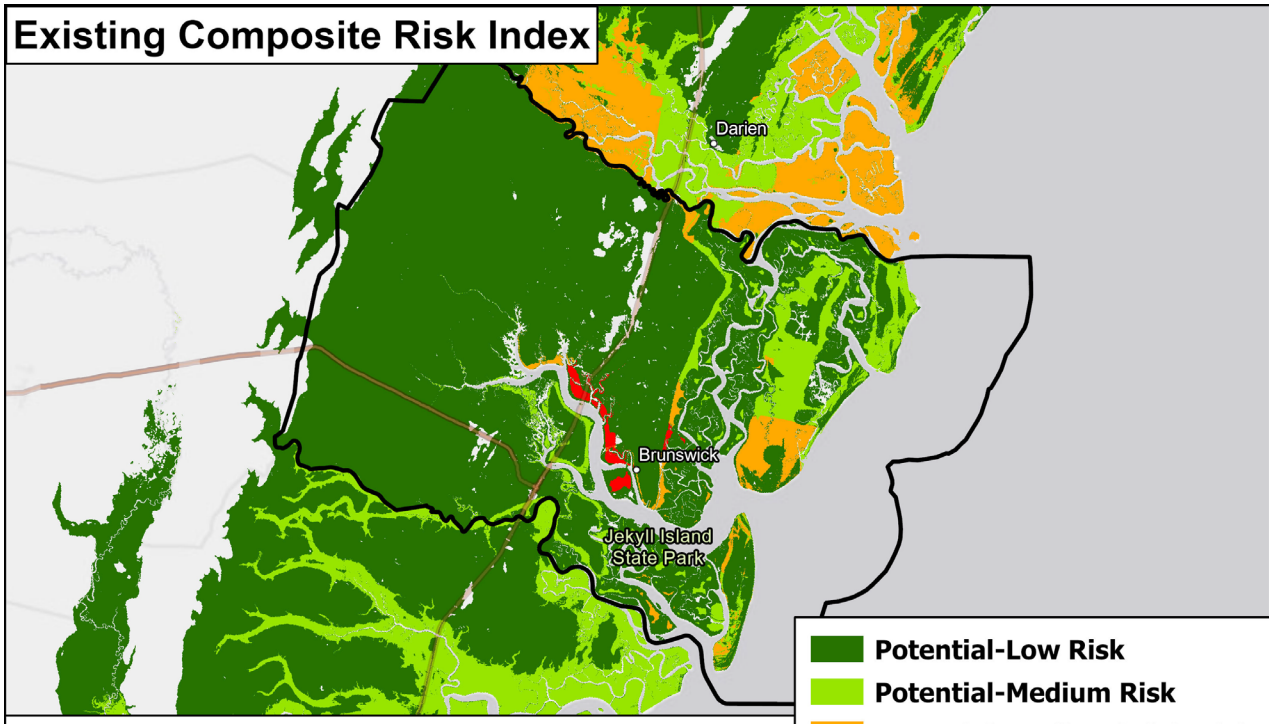 Existing Composite Risk Index
Darien
Brunswick
Jekyll Island
State Park
Potential-Low Risk
Potential-Medium Risk